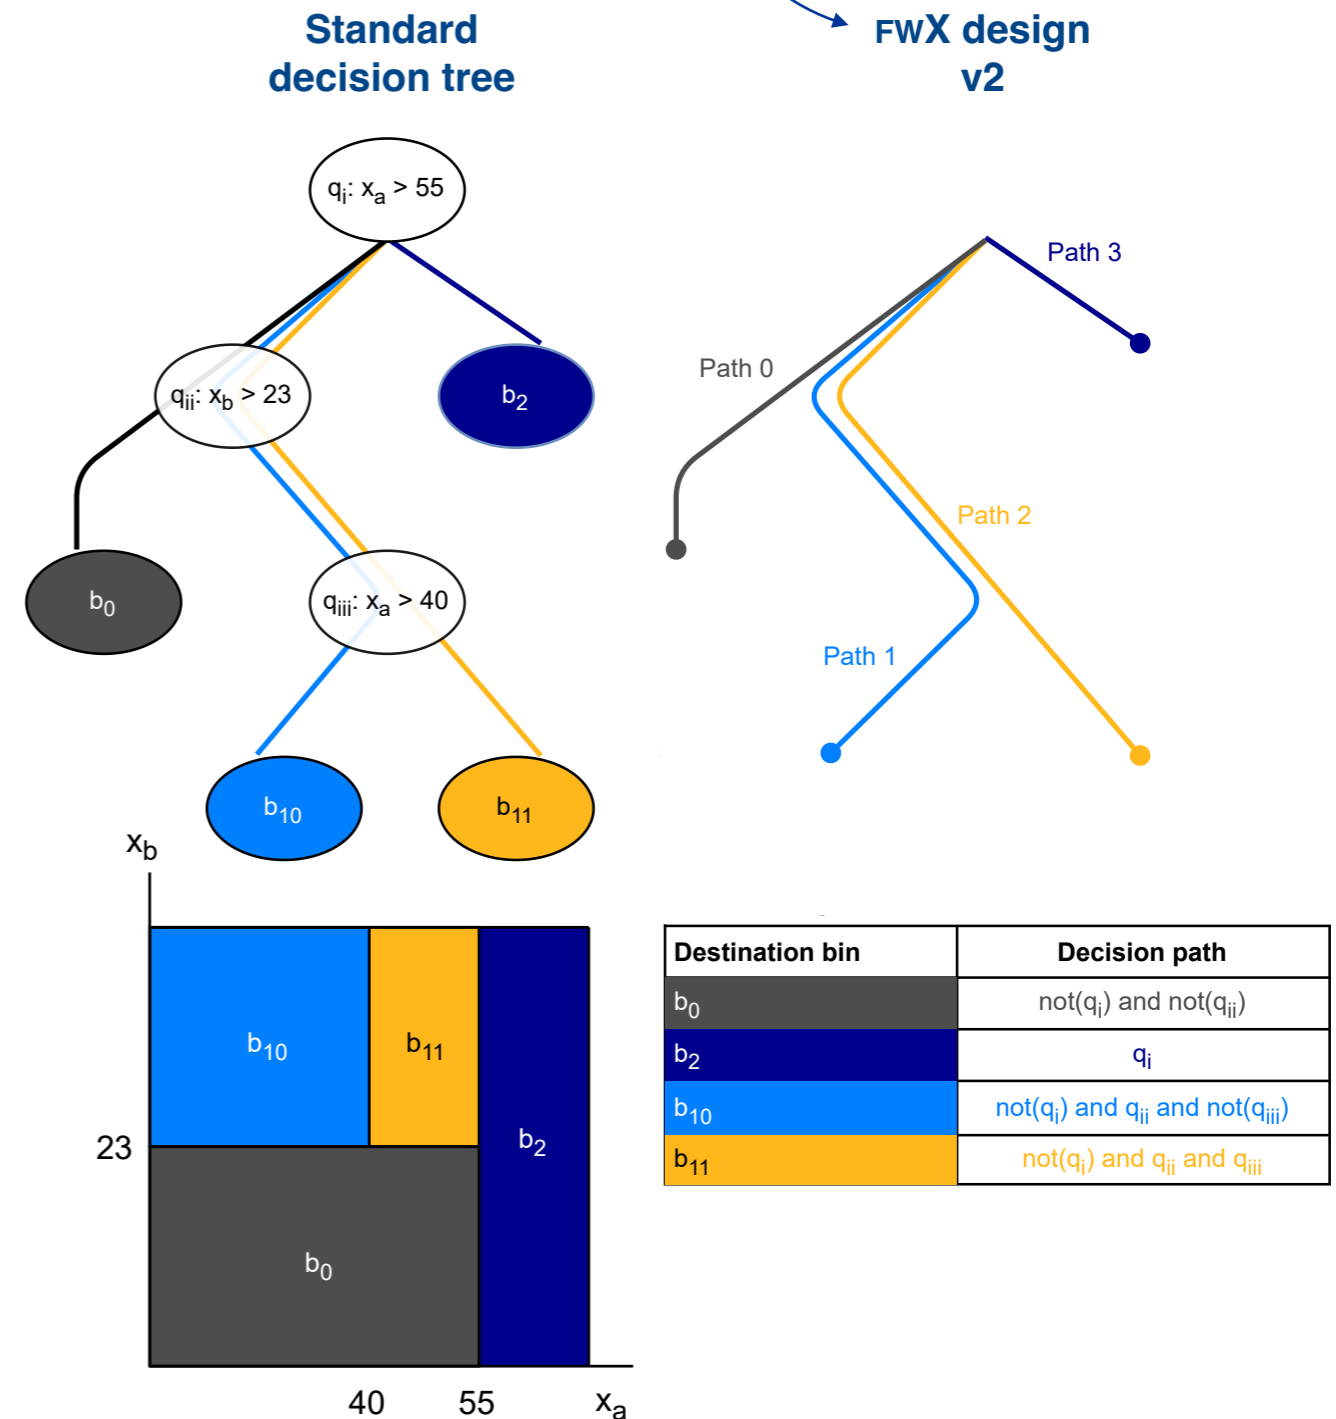 Standard
decision tree
FWX design
v2
qi: xa > 55
Path 3
Path 0
qii: xb > 23
b2
Path 2
b0
qiii: xa > 40
Path 1
b10
b11
xb
Destination bin Decision path
b0 not(qi) and not(qii)
b2 qi
b10 not(qi) and qii and not(qiii)
b11 not(qi) and qii and qiii
b10
b11
b2
23
b0
40 55 xa